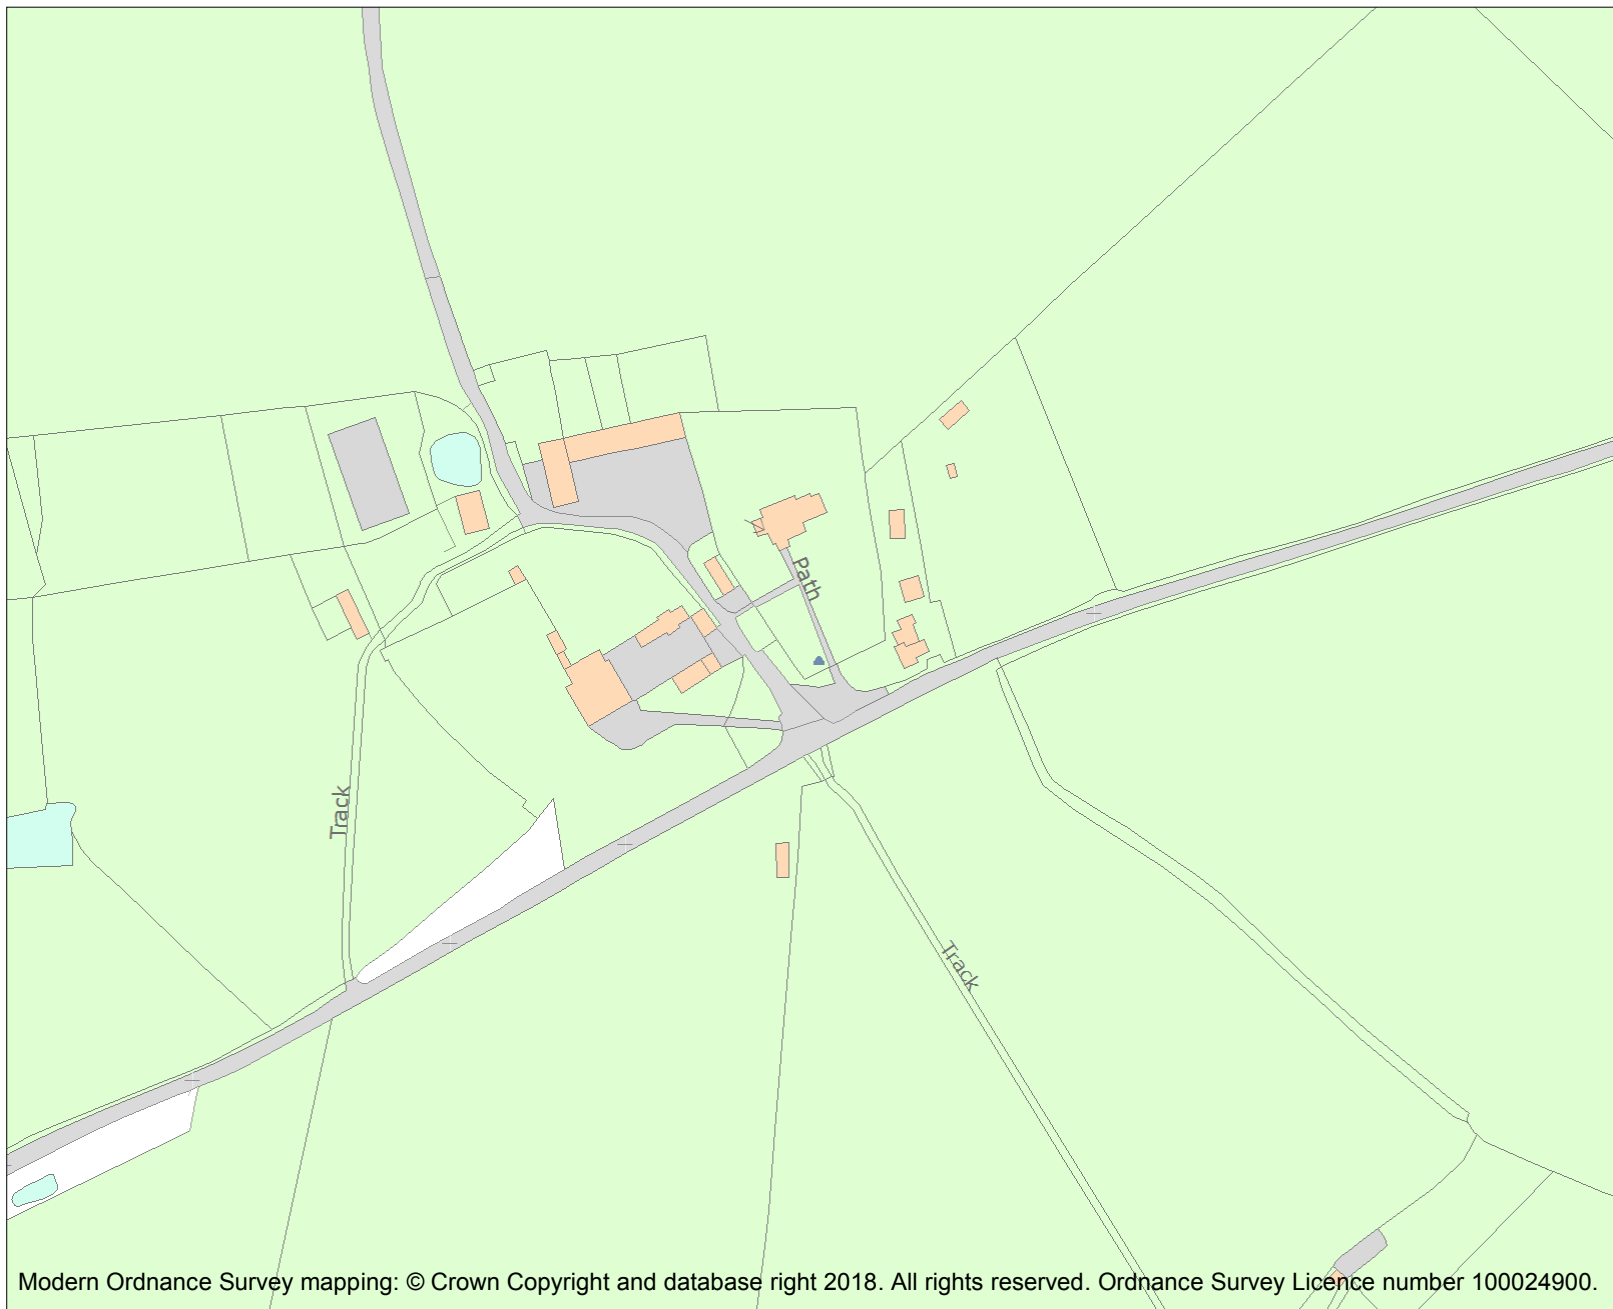 Path
Track
Track
Modern Ordnance Survey mapping: © Crown Copyright and database right 2018. All rights reserved. Ordnance Survey Licence number 100024900.